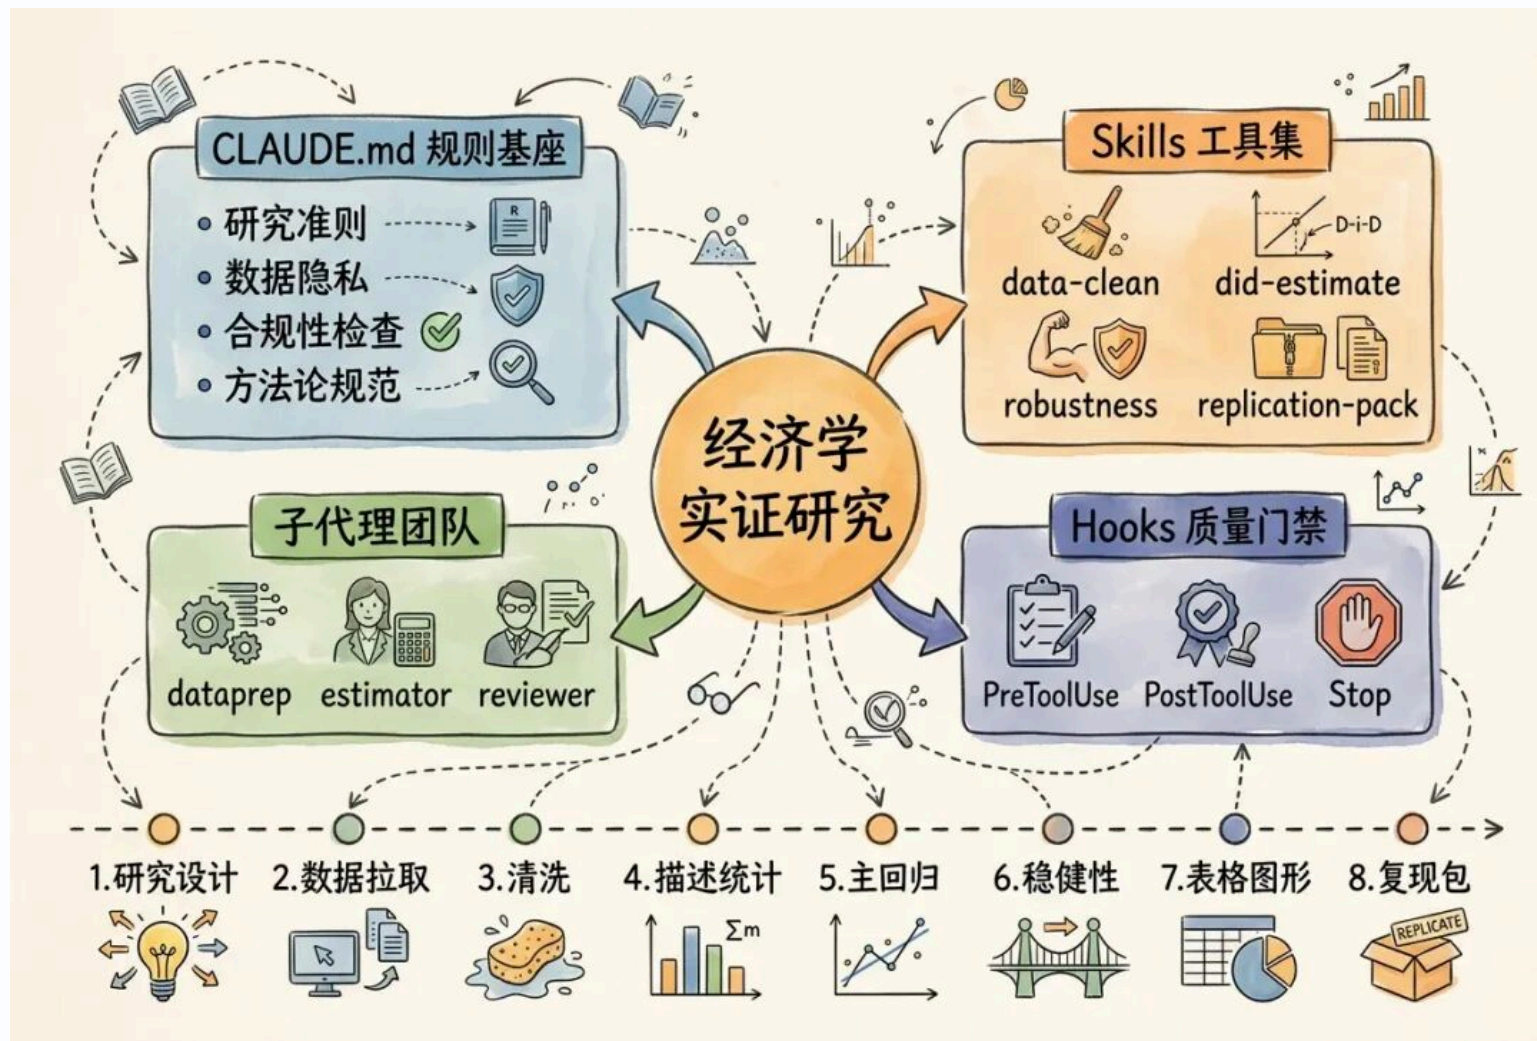 CLAUDE.md 规则基座
研究准则
R
数据隐私
合规性检查
方法论规范
Skills 工具集
D-i-D
data-clean
did-estimate
robustness
replication-pack
经济学
实证研究
子代理团队
dataprep
estimator
reviewer
Hooks 质量门禁
PreToolUse
PostToolUse
Stop
1.研究设计
2.数据拉取
3.清洗
4.描述统计
5.主回归
6.稳健性
7.表格图形
8.复现包
Σm
REPLICATE